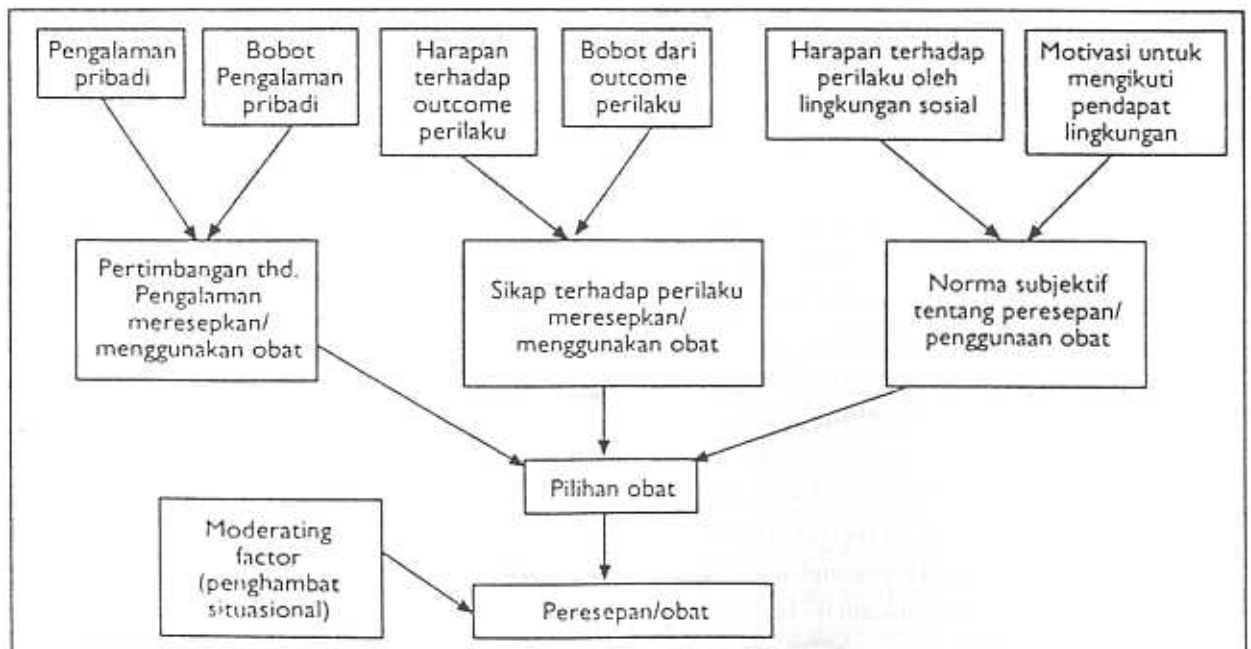 Pengalaman
pribadi
Bobot
Pengalaman
pribadi
Harapan
terhadap
outcome
perilaku
Bobot dari
outcome
perilaku
Harapan terhadap
perilaku oleh
lingkungan sosial
Motivasi untuk
mengikuti
pendapat
lingkungan
Pertimbangan thd.
Pengalaman
meresepkan/
menggunakan obat
Sikap terhadap perilaku
meresepkan/
menggunakan obat
Norma subjektif
tentang peresepan/
penggunaan obat
Pilihan obat
Moderating
factor
(penghambat
situasional)
Peresepan/obat